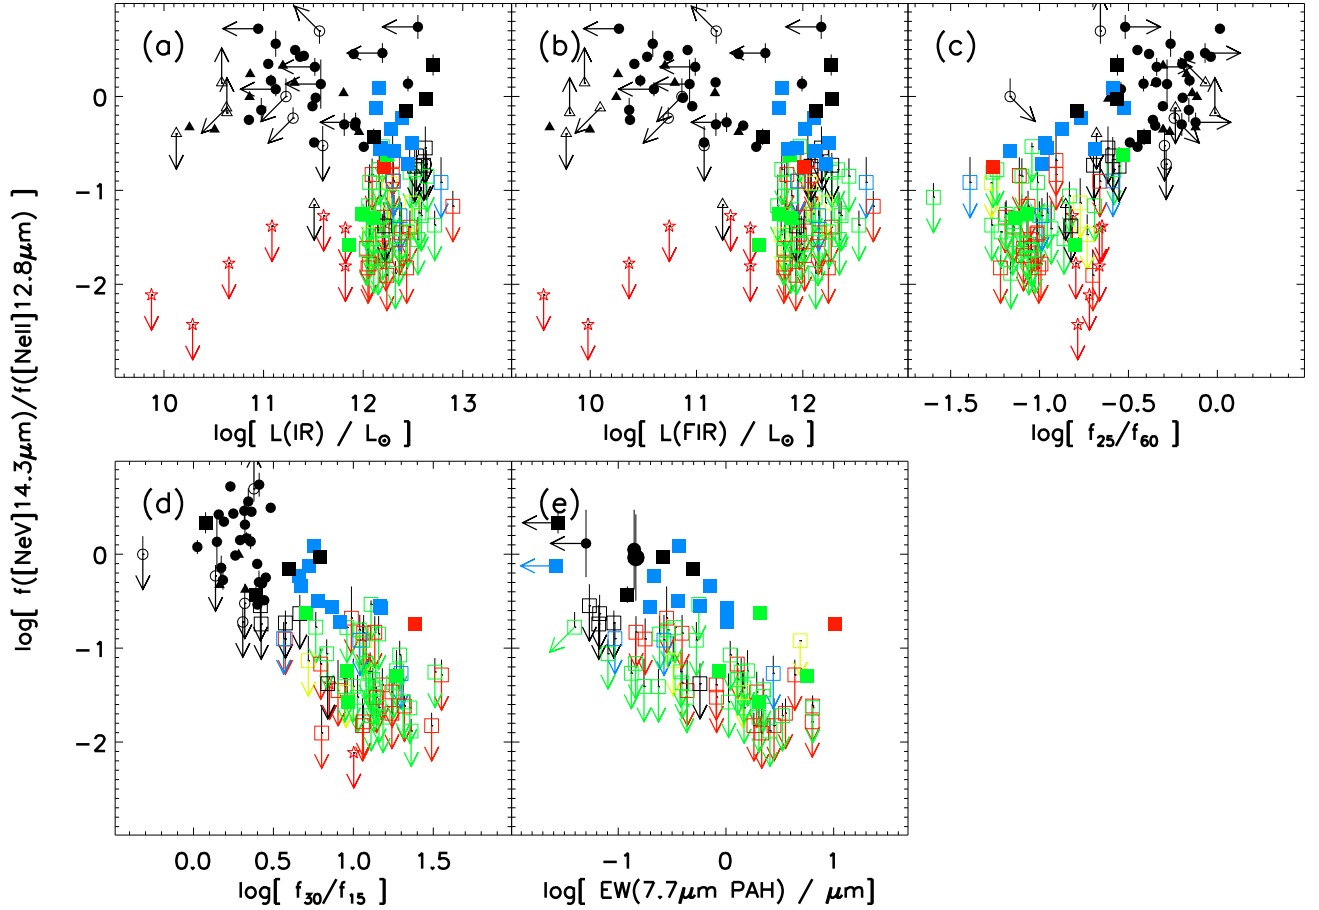 log[ f([NeV]14.3μm)/f([NeII]12.8μm) ]
(a)
(b)
(c)
0
−1
−2
10 11 12 13
10 11 12
−1.5 −1.0 −0.5 0.0
log[ L(IR) / L⊙ ]
log[ L(FIR) / L⊙ ]
log[ f25/f60 ]
(d)
(e)
0
−1
−2
0.0 0.5 1.0 1.5
−1 0 1
log[ f30/f15 ]
log[ EW(7.7μm PAH) / μm]